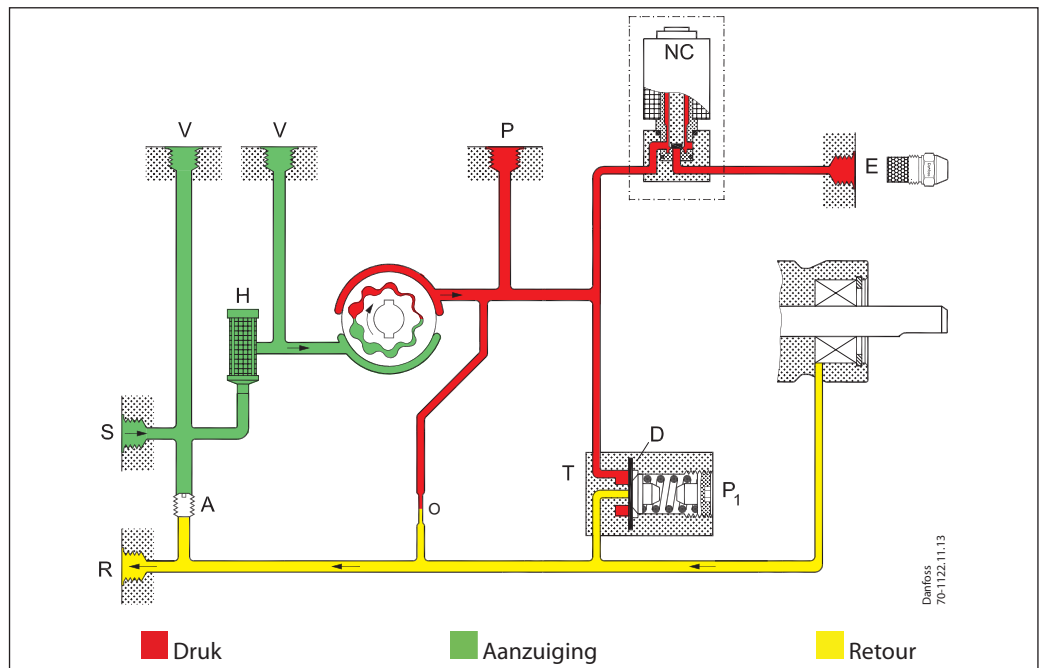 NC
V V P
E
H
S
D
T
P1
A
O
R
Danfoss
70-1122.11.13
Druk Aanzuiging Retour